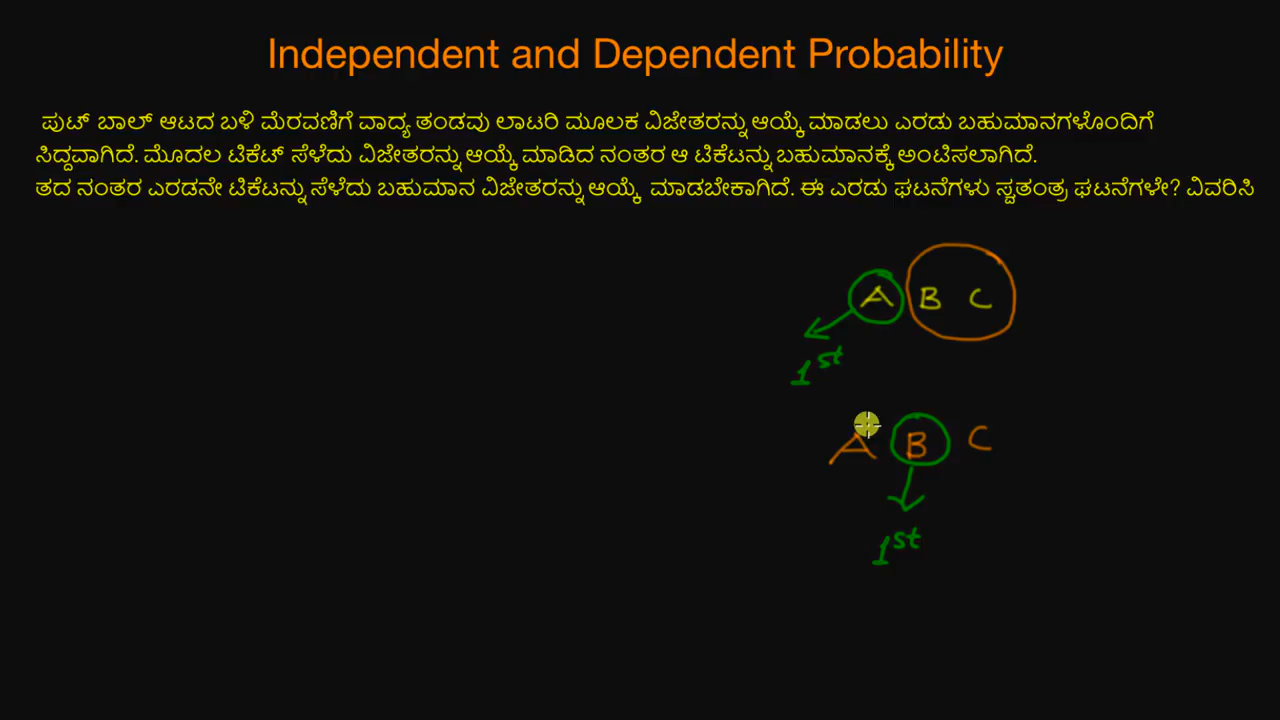 Independent and Dependent Probability
ಪುಟ್ ಬಾಲ್ ಆಟದ ಬಳಿ ಮೆರವಣಿಗೆ ವಾದ್ಯ ತಂಡವು ಲಾಟರಿ ಮೂಲಕ ವಿಜೇತರನ್ನು ಆಯ್ಕೆ ಮಾಡಲು ಎರಡು ಬಹುಮಾನಗಳೊಂದಿಗೆ
ಸಿದ್ದವಾಗಿದೆ. ಮೊದಲ ಟಿಕೆಟ್ ಸೆಳೆದು ವಿಜೇತರನ್ನು ಆಯ್ಕೆ ಮಾಡಿದ ನಂತರ ಆ ಟಿಕೆಟನ್ನು ಬಹುಮಾನಕ್ಕೆ ಅಂಟಿಸಲಾಗಿದೆ.
ತದ ನಂತರ ಎರಡನೇ ಟಿಕೆಟನ್ನು ಸೆಳೆದು ಬಹುಮಾನ ವಿಜೇತರನ್ನು ಆಯ್ಕೆ ಮಾಡಬೇಕಾಗಿದೆ. ಈ ಎರಡು ಘಟನೆಗಳು ಸ್ವತಂತ್ರ ಘಟನೆಗಳೇ? ವಿವರಿಸಿ
A B C
1st
A B C
1st